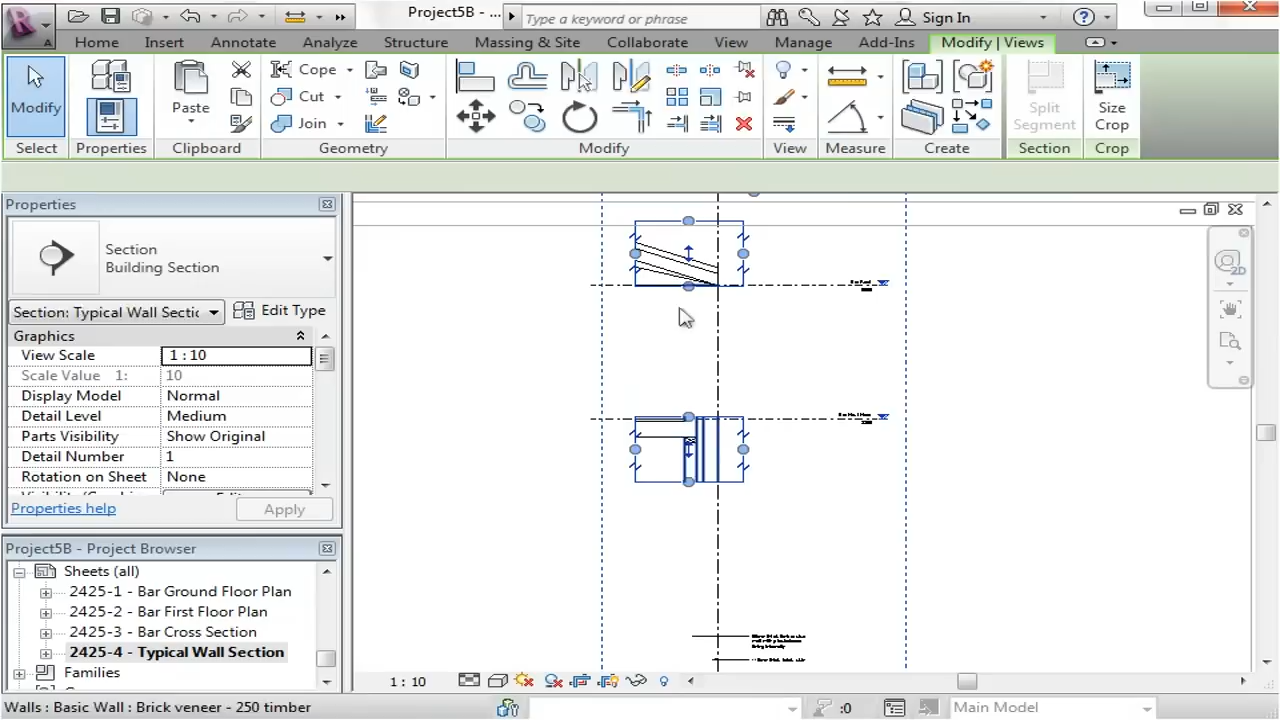 Project5B - ...
Type a keyword or phrase
Sign In
Home Insert Annotate Analyze Structure Massing & Site Collaborate View Manage Add-Ins Modify | Views
Modify
Paste
Cope
Cut
Join
Split
Segment
Size
Crop
Select Properties Clipboard Geometry Modify View Measure Create Section Crop
Properties
Section
Building Section
Section: Typical Wall Sectic
Edit Type
Graphics
View Scale 1 : 10
Scale Value 1: 10
Display Model Normal
Detail Level Medium
Parts Visibility Show Original
Detail Number 1
Rotation on Sheet None
Properties help
Apply
2D
Project5B - Project Browser
Sheets (all)
2425-1 - Bar Ground Floor Plan
2425-2 - Bar First Floor Plan
2425-3 - Bar Cross Section
2425-4 - Typical Wall Section
Families
1 : 10
Walls : Basic Wall : Brick veneer - 250 timber
:0
Main Model